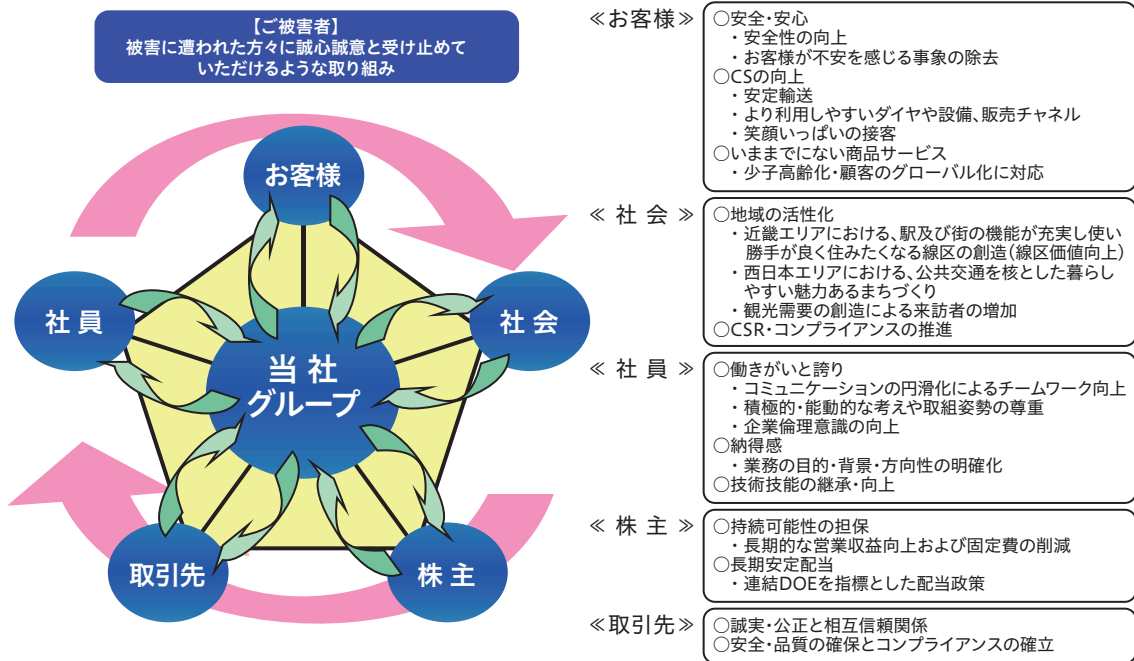 【ご被害者】
被害に遭われた方々に誠心誠意と受け止めて
いただけるような取り組み
お客様
社員
社会
当社
グループ
取引先
株主
≪お客様≫
○安全・安心
・安全性の向上
・お客様が不安を感じる事象の除去
○CSの向上
・安定輸送
・より利用しやすいダイヤや設備、販売チャネル
・笑顔いっぱいの接客
○いままでにない商品サービス
・少子高齢化・顧客のグローバル化に対応
≪社会≫
○地域の活性化
・近畿エリアにおける、駅及び街の機能が充実し使い
勝手が良く住みたくなる線区の創造(線区価値向上)
・西日本エリアにおける、公共交通を核とした暮らし
やすい魅力あるまちづくり
・観光需要の創造による来訪者の増加
○CSR・コンプライアンスの推進
≪社員≫
○働きがいと誇り
・コミュニケーションの円滑化によるチームワーク向上
・積極的・能動的な考えや取組姿勢の尊重
・企業倫理意識の向上
○納得感
・業務の目的・背景・方向性の明確化
○技術技能の継承・向上
≪株主≫
○持続可能性の担保
・長期的な営業収益向上および固定費の削減
○長期安定配当
・連結DOEを指標とした配当政策
≪取引先≫
○誠実・公正と相互信頼関係
○安全・品質の確保とコンプライアンスの確立